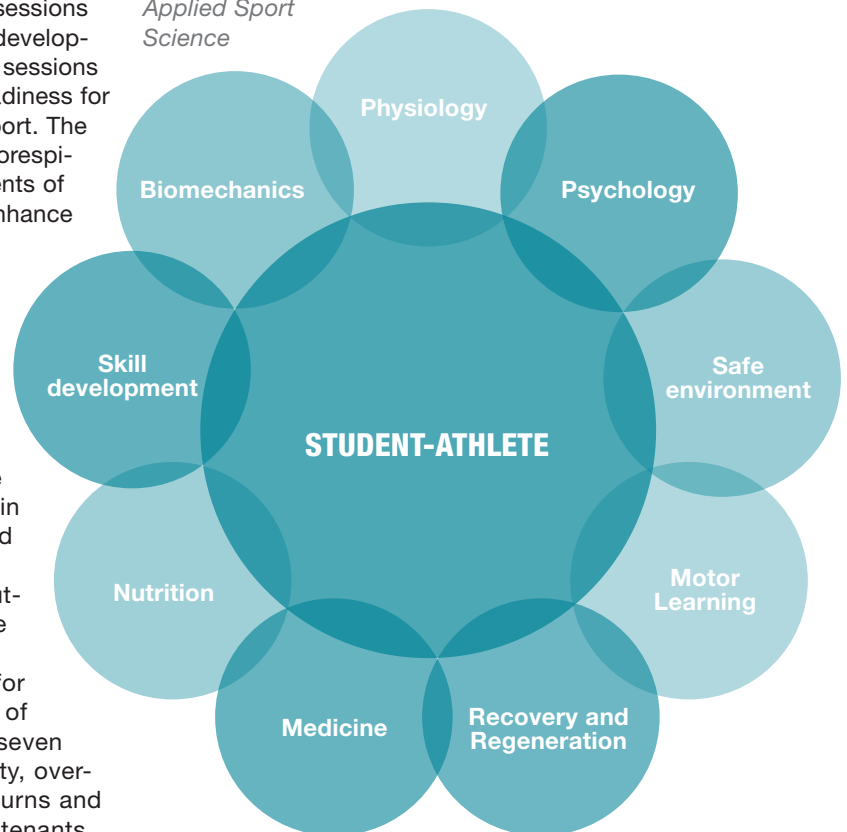 sessions
develop-
sessions
adiness for
port. The
orespi-
ents of
nhance
e
in
d
ut-
e
for
of
seven
ty, over-
urns and
tenants
Applied Sport
Science
Physiology
Biomechanics
Psychology
Skill
development
Safe
environment
STUDENT-ATHLETE
Nutrition
Motor
Learning
Medicine
Recovery and
Regeneration